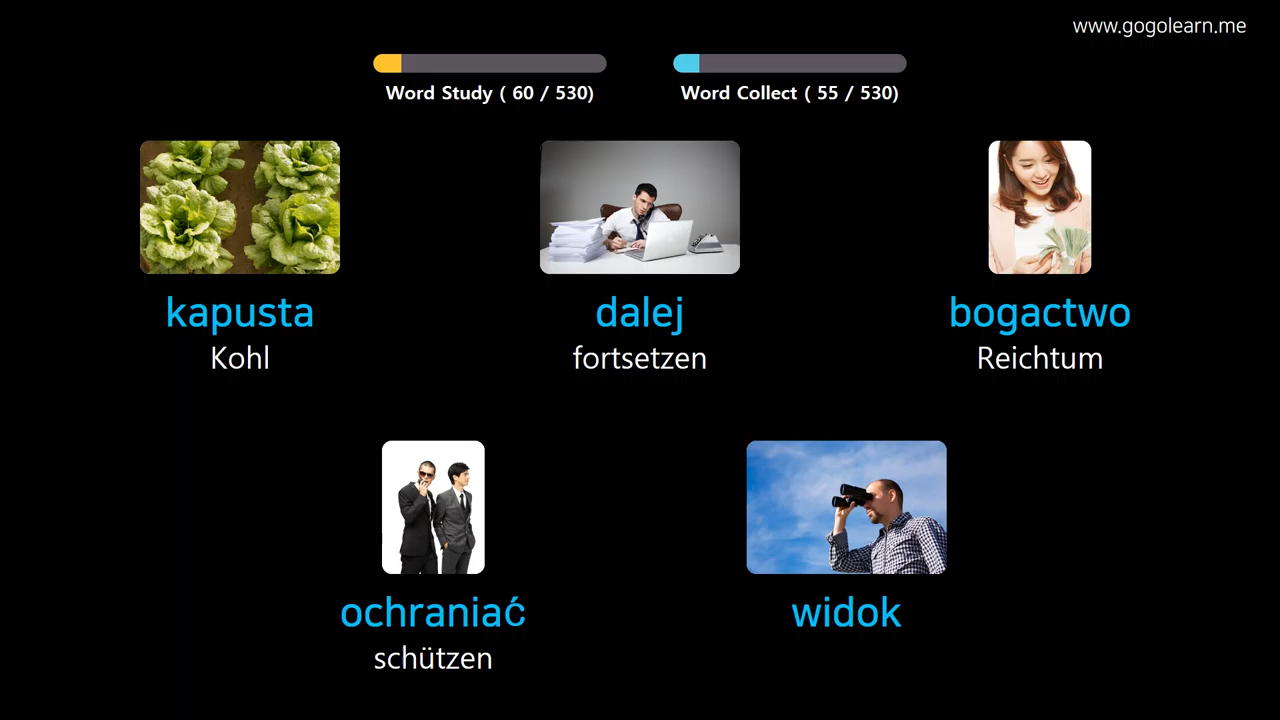 www.gogolearn.me
Word Study ( 60 / 530)
Word Collect ( 55 / 530)
kapusta
Kohl
dalej
fortsetzen
bogactwo
Reichtum
ochraniać
schützen
widok